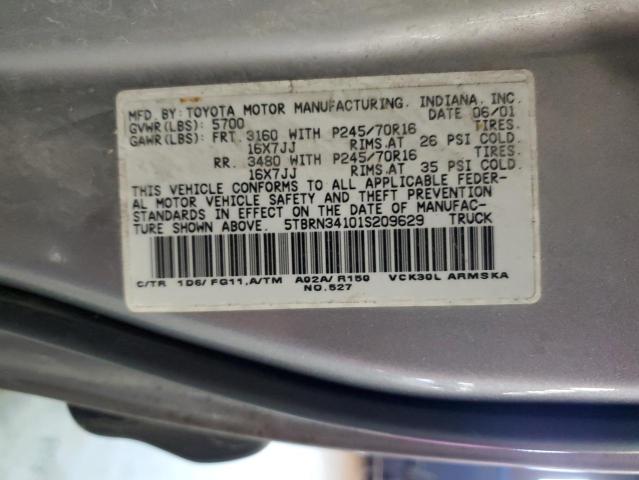 MFD. BY: TOYOTA MOTOR MANUFACTURING, INDIANA, INC.
GVWR(LBS): 5700 DATE 06/01
GAWR(LBS): FRT. 3160 WITH P245/70R16 TIRES.
16X7JJ RIMS.AT 26 PSI COLD.
RR. 3480 WITH P245/70R16 TIRES.
16X7JJ RIMS.AT 35 PSI COLD.
THIS VEHICLE CONFORMS TO ALL APPLICABLE FEDER-
AL MOTOR VEHICLE SAFETY AND THEFT PREVENTION
STANDARDS IN EFFECT ON THE DATE OF MANUFAC-
TURE SHOWN ABOVE. 5TBRN34101S209629 TRUCK
C/TR 1D6/FG11,A/TM A02A/R150 VCK30L ARMSKA
NO.527